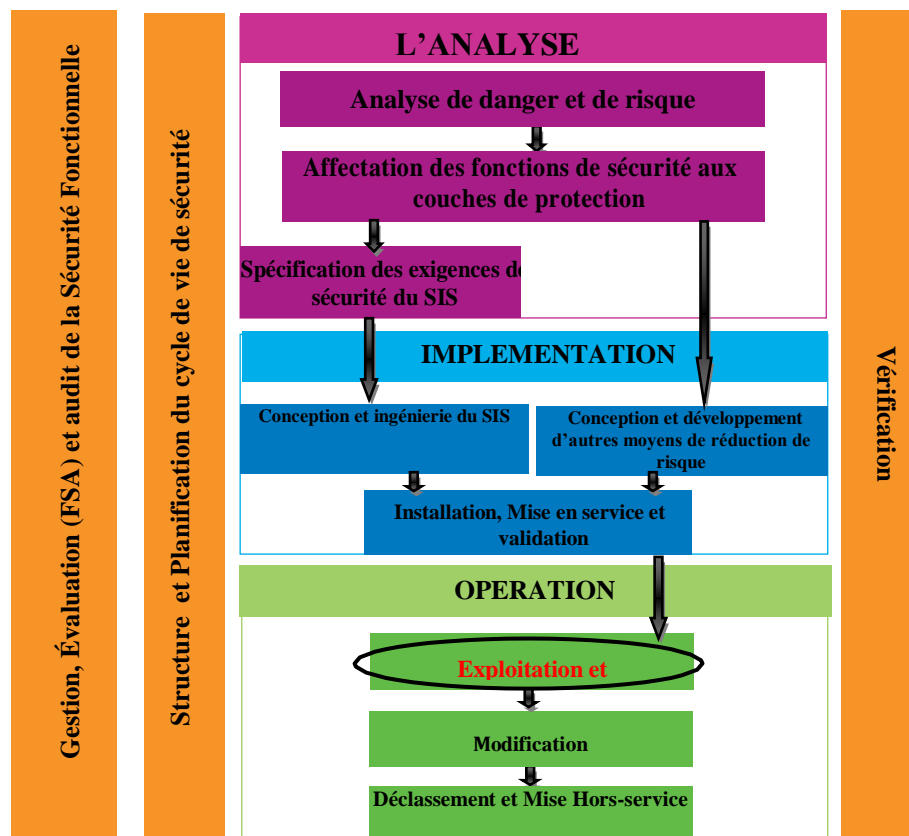 Gestion, Évaluation (FSA) et audit de la Sécurité Fonctionnelle
Structure et Planification du cycle de vie de sécurité
L'ANALYSE
Analyse de danger et de risque
Affectation des fonctions de sécurité aux
couches de protection
Spécification des exigences de
sécurité du SIS
IMPLEMENTATION
Conception et ingénierie du SIS
Conception et développement
d'autres moyens de réduction de
risque
Installation, Mise en service et
validation
OPERATION
Exploitation et
Modification
Déclassement et Mise Hors-service
Vérification